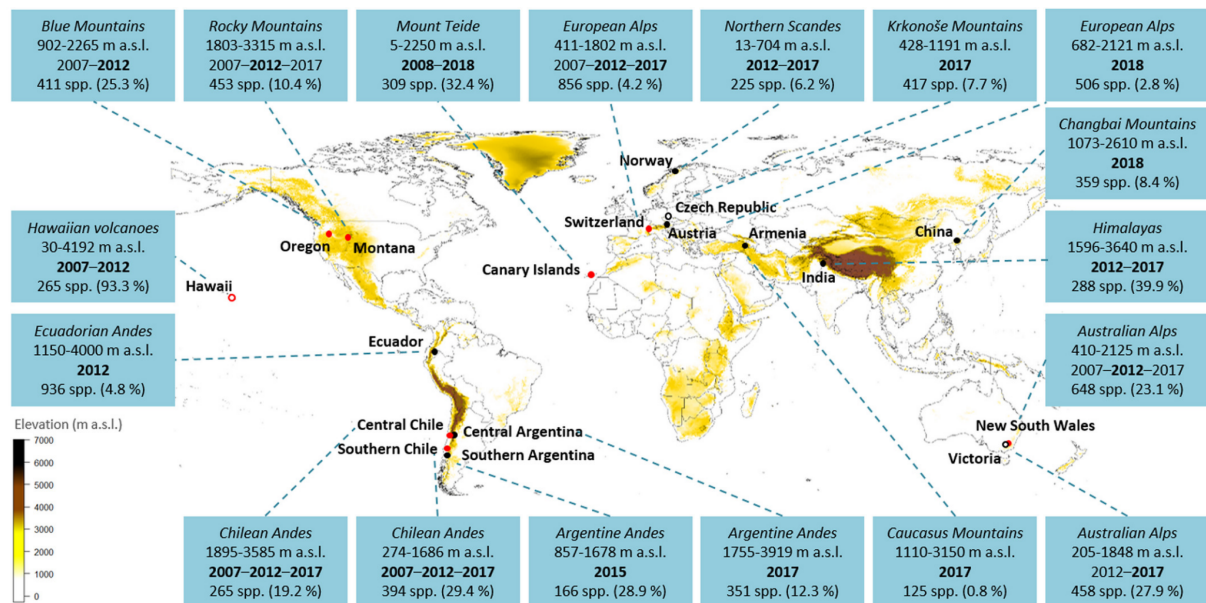 Blue Mountains
902-2265 m a.s.l.
2007–2012
411 spp. (25.3 %)
Rocky Mountains
1803-3315 m a.s.l.
2007–2012–2017
453 spp. (10.4 %)
Mount Teide
5-2250 m a.s.l.
2008–2018
309 spp. (32.4 %)
European Alps
411-1802 m a.s.l.
2007–2012–2017
856 spp. (4.2 %)
Northern Scandes
13-704 m a.s.l.
2012–2017
225 spp. (6.2 %)
Krkonoše Mountains
428-1191 m a.s.l.
2017
417 spp. (7.7 %)
European Alps
682-2121 m a.s.l.
2018
506 spp. (2.8 %)
Changbai Mountains
1073-2610 m a.s.l.
2018
359 spp. (8.4 %)
Hawaiian volcanoes
30-4192 m a.s.l.
2007–2012
265 spp. (93.3 %)
Himalayas
1596-3640 m a.s.l.
2012–2017
288 spp. (39.9 %)
Ecuadorian Andes
1150-4000 m a.s.l.
2012
936 spp. (4.8 %)
Australian Alps
410-2125 m a.s.l.
2007–2012–2017
648 spp. (23.1 %)
Norway
Czech Republic
Switzerland
Austria
Armenia
China
Oregon
Montana
Canary Islands
India
Hawaii
Ecuador
Central Chile
Central Argentina
Southern Chile
Southern Argentina
New South Wales
Victoria
Elevation (m a.s.l.)
7000
6000
5000
4000
3000
2000
1000
0
Chilean Andes
1895-3585 m a.s.l.
2007–2012–2017
265 spp. (19.2 %)
Chilean Andes
274-1686 m a.s.l.
2007–2012–2017
394 spp. (29.4 %)
Argentine Andes
857-1678 m a.s.l.
2015
166 spp. (28.9 %)
Argentine Andes
1755-3919 m a.s.l.
2017
351 spp. (12.3 %)
Caucasus Mountains
1110-3150 m a.s.l.
2017
125 spp. (0.8 %)
Australian Alps
205-1848 m a.s.l.
2012–2017
458 spp. (27.9 %)